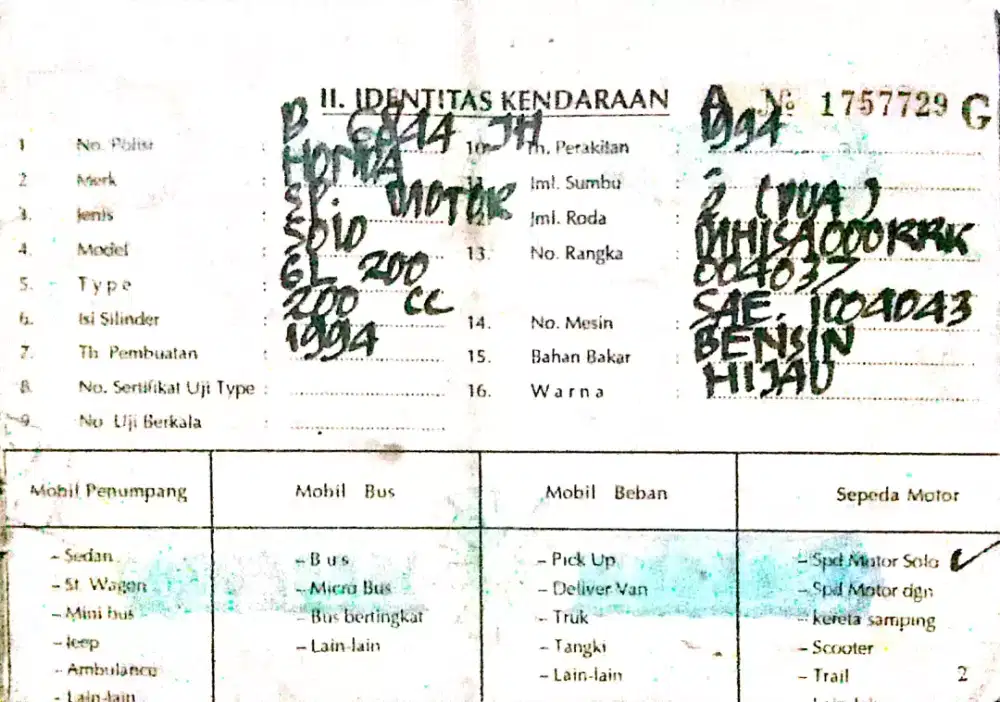 II. IDENTITAS KENDARAAN
A № 1757729 G
1 No. Polisi : B 6844 JH
2 Merk : HONDA
3. Jenis : SP. MOTOR
4. Model : SOLO
5. Type : GL 200
6. Isi Silinder : 200 CC
7. Th Pembuatan : 1994
8. No. Sertifikat Uji Type :
9. No Uji Berkala :
10. Th. Perakitan : 1994
Jml. Sumbu : -
12. Jml. Roda : 2 (DUA)
13. No. Rangka :
004037
14. No. Mesin : SAE. 1004043
15. Bahan Bakar : BENSIN
16. Warna : HIJAU
Mobil Penumpang
- Sedan
- St. Wagon
- Mini bus
- Jeep
- Ambulance
- Lain-lain
Mobil Bus
- Bus
- Micro Bus
- Bus bertingkat
- Lain-lain
Mobil Beban
- Pick Up
- Deliver Van
- Truk
- Tangki
- Lain-lain
Sepeda Motor
- Spd Motor Solo ✓
- Spd Motor dgn
- kereta samping
- Scooter
- Trail
2